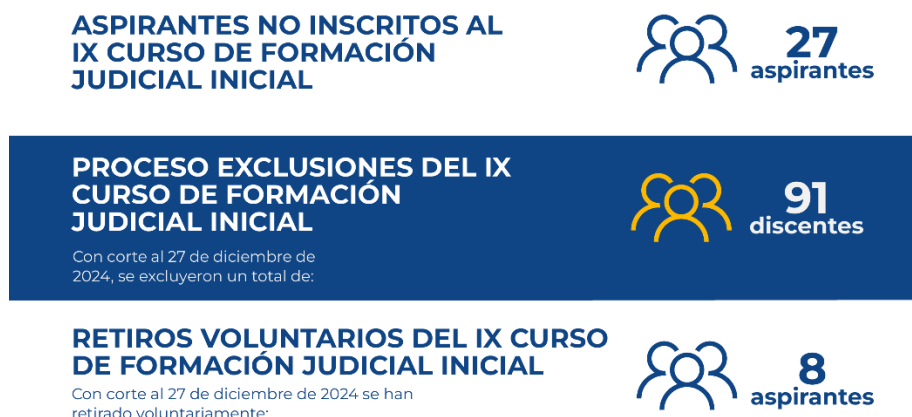 ASPIRANTES NO INSCRITOS AL
IX CURSO DE FORMACIÓN
JUDICIAL INICIAL
27
aspirantes
PROCESO EXCLUSIONES DEL IX
CURSO DE FORMACIÓN
JUDICIAL INICIAL
Con corte al 27 de diciembre de
2024, se excluyeron un total de:
91
discentes
RETIROS VOLUNTARIOS DEL IX CURSO
DE FORMACIÓN JUDICIAL INICIAL
Con corte al 27 de diciembre de 2024 se han
retirado voluntariamente:
8
aspirantes